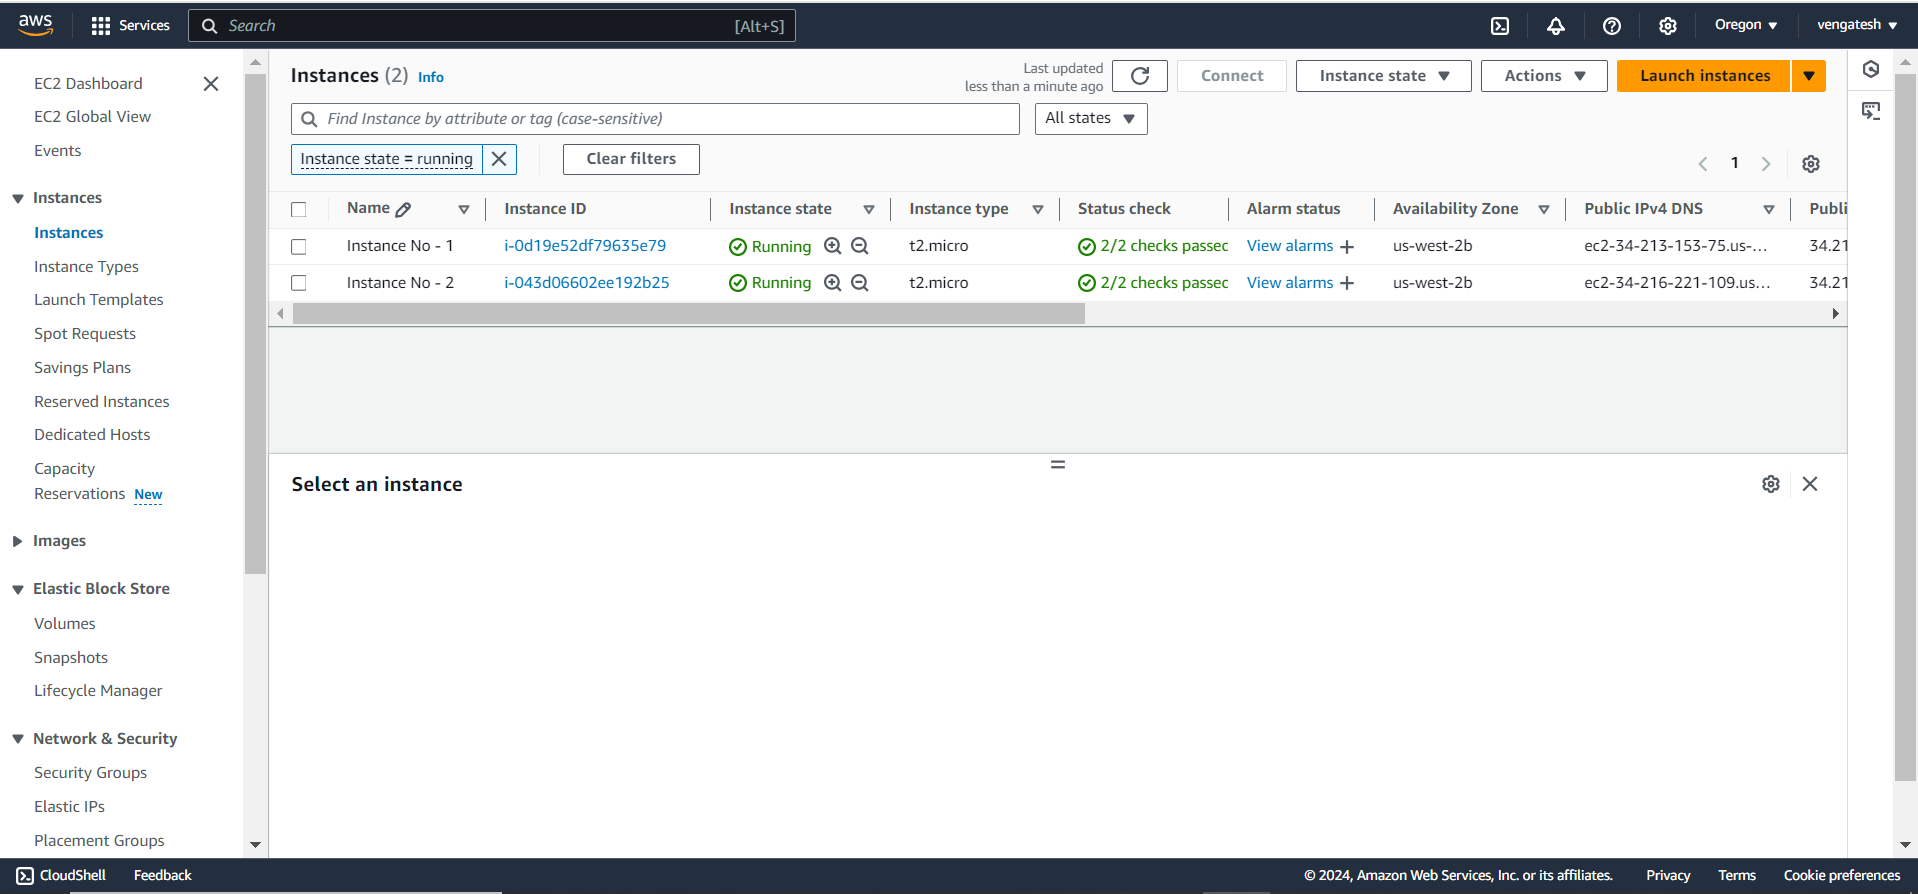 aws Services Search [Alt+S] Oregon vengatesh
EC2 Dashboard
EC2 Global View
Events
Instances
Instances
Instance Types
Launch Templates
Spot Requests
Savings Plans
Reserved Instances
Dedicated Hosts
Capacity
Reservations New
Images
Elastic Block Store
Volumes
Snapshots
Lifecycle Manager
Network & Security
Security Groups
Elastic IPs
Placement Groups
Instances (2) Info
Last updated
less than a minute ago
Connect Instance state Actions Launch instances
Find Instance by attribute or tag (case-sensitive) All states
Instance state = running Clear filters
1
Name Instance ID Instance state Instance type Status check Alarm status Availability Zone Public IPv4 DNS Publi
Instance No - 1 i-0d19e52df79635e79 Running t2.micro 2/2 checks passec View alarms + us-west-2b ec2-34-213-153-75.us-... 34.21
Instance No - 2 i-043d06602ee192b25 Running t2.micro 2/2 checks passec View alarms + us-west-2b ec2-34-216-221-109.us... 34.21
Select an instance
CloudShell Feedback © 2024, Amazon Web Services, Inc. or its affiliates. Privacy Terms Cookie preferences